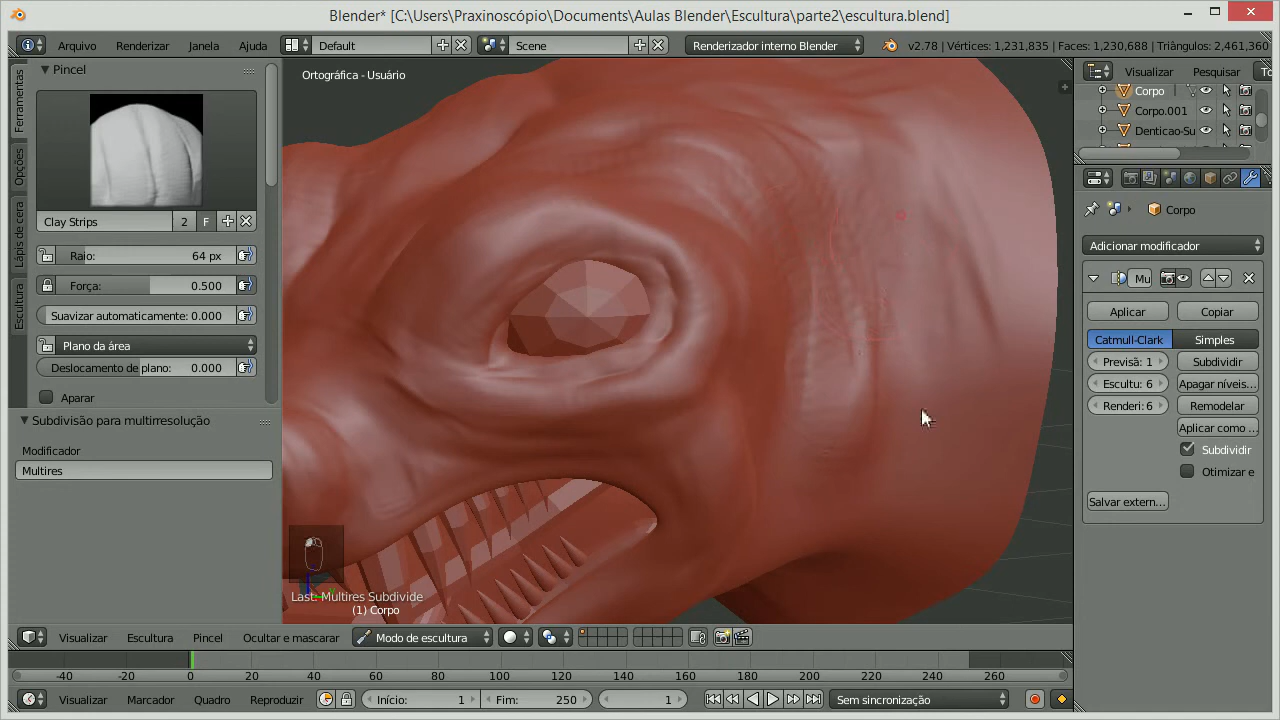 Blender* [C:\Users\Praxinoscópio\Documents\Aulas Blender\Escultura\parte2\escultura.blend]
Arquivo Renderizar Janela Ajuda Default Scene Renderizador interno Blender v2.78 | Vértices: 1,231,835 | Faces: 1,230,688 | Triângulos: 2,461,360
Ferramentas
Opções
Lápis de cera
Escultura
Pincel
Clay Strips 2 F
Raio: 64 px
Força: 0.500
Suavizar automaticamente: 0.000
Plano da área
Deslocamento de plano: 0.000
Aparar
Subdivisão para multirresolução
Modificador
Multires
Ortográfica - Usuário
Last: Multires Subdivide
(1) Corpo
Visualizar Pesquisar To
Corpo
Corpo.001
Denticao-Su
Corpo
Adicionar modificador
Mu
Aplicar Copiar
Catmull-Clark Simples
Previsã: 1 Subdividir
Escultu: 6 Apagar níveis...
Renderi: 6 Remodelar
Aplicar como ...
Subdividir
Otimizar e
Salvar extern...
Visualizar Escultura Pincel Ocultar e mascarar Modo de escultura
-40 -20 0 20 40 60 80 100 120 140 160 180 200 220 240 260
Visualizar Marcador Quadro Reproduzir Início: 1 Fim: 250 1 Sem sincronização